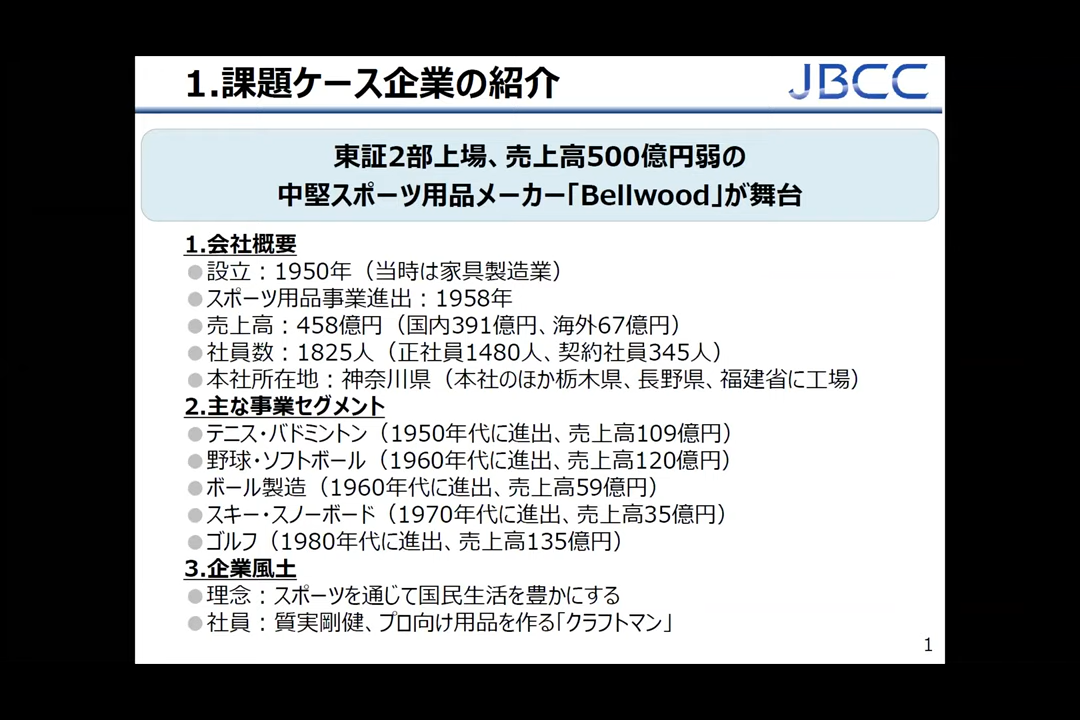 1.課題ケース企業の紹介
JBCC
東証2部上場、売上高500億円弱の
中堅スポーツ用品メーカー「Bellwood」が舞台
1.会社概要
●設立：1950年（当時は家具製造業）
●スポーツ用品事業進出：1958年
●売上高：458億円（国内391億円、海外67億円）
●社員数：1825人（正社員1480人、契約社員345人）
●本社所在地：神奈川県（本社のほか栃木県、長野県、福建省に工場）
2.主な事業セグメント
●テニス・バドミントン（1950年代に進出、売上高109億円）
●野球・ソフトボール（1960年代に進出、売上高120億円）
●ボール製造（1960年代に進出、売上高59億円）
●スキー・スノーボード（1970年代に進出、売上高35億円）
●ゴルフ（1980年代に進出、売上高135億円）
3.企業風土
●理念：スポーツを通じて国民生活を豊かにする
●社員：質実剛健、プロ向け用品を作る「クラフトマン」
1